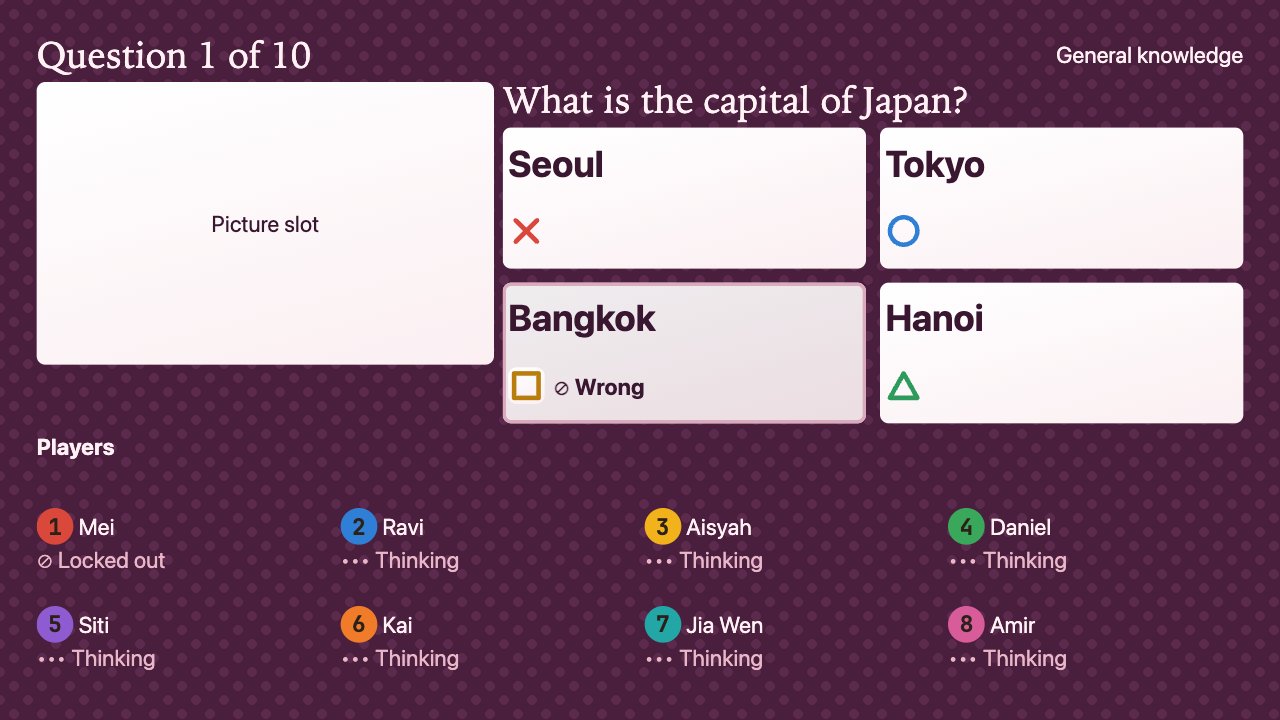 Question 1 of 10
General knowledge
Picture slot
What is the capital of Japan?
Seoul
Tokyo
Bangkok
Wrong
Hanoi
Players
1 Mei
Locked out
2 Ravi
Thinking
3 Aisyah
Thinking
4 Daniel
Thinking
5 Siti
Thinking
6 Kai
Thinking
7 Jia Wen
Thinking
8 Amir
Thinking